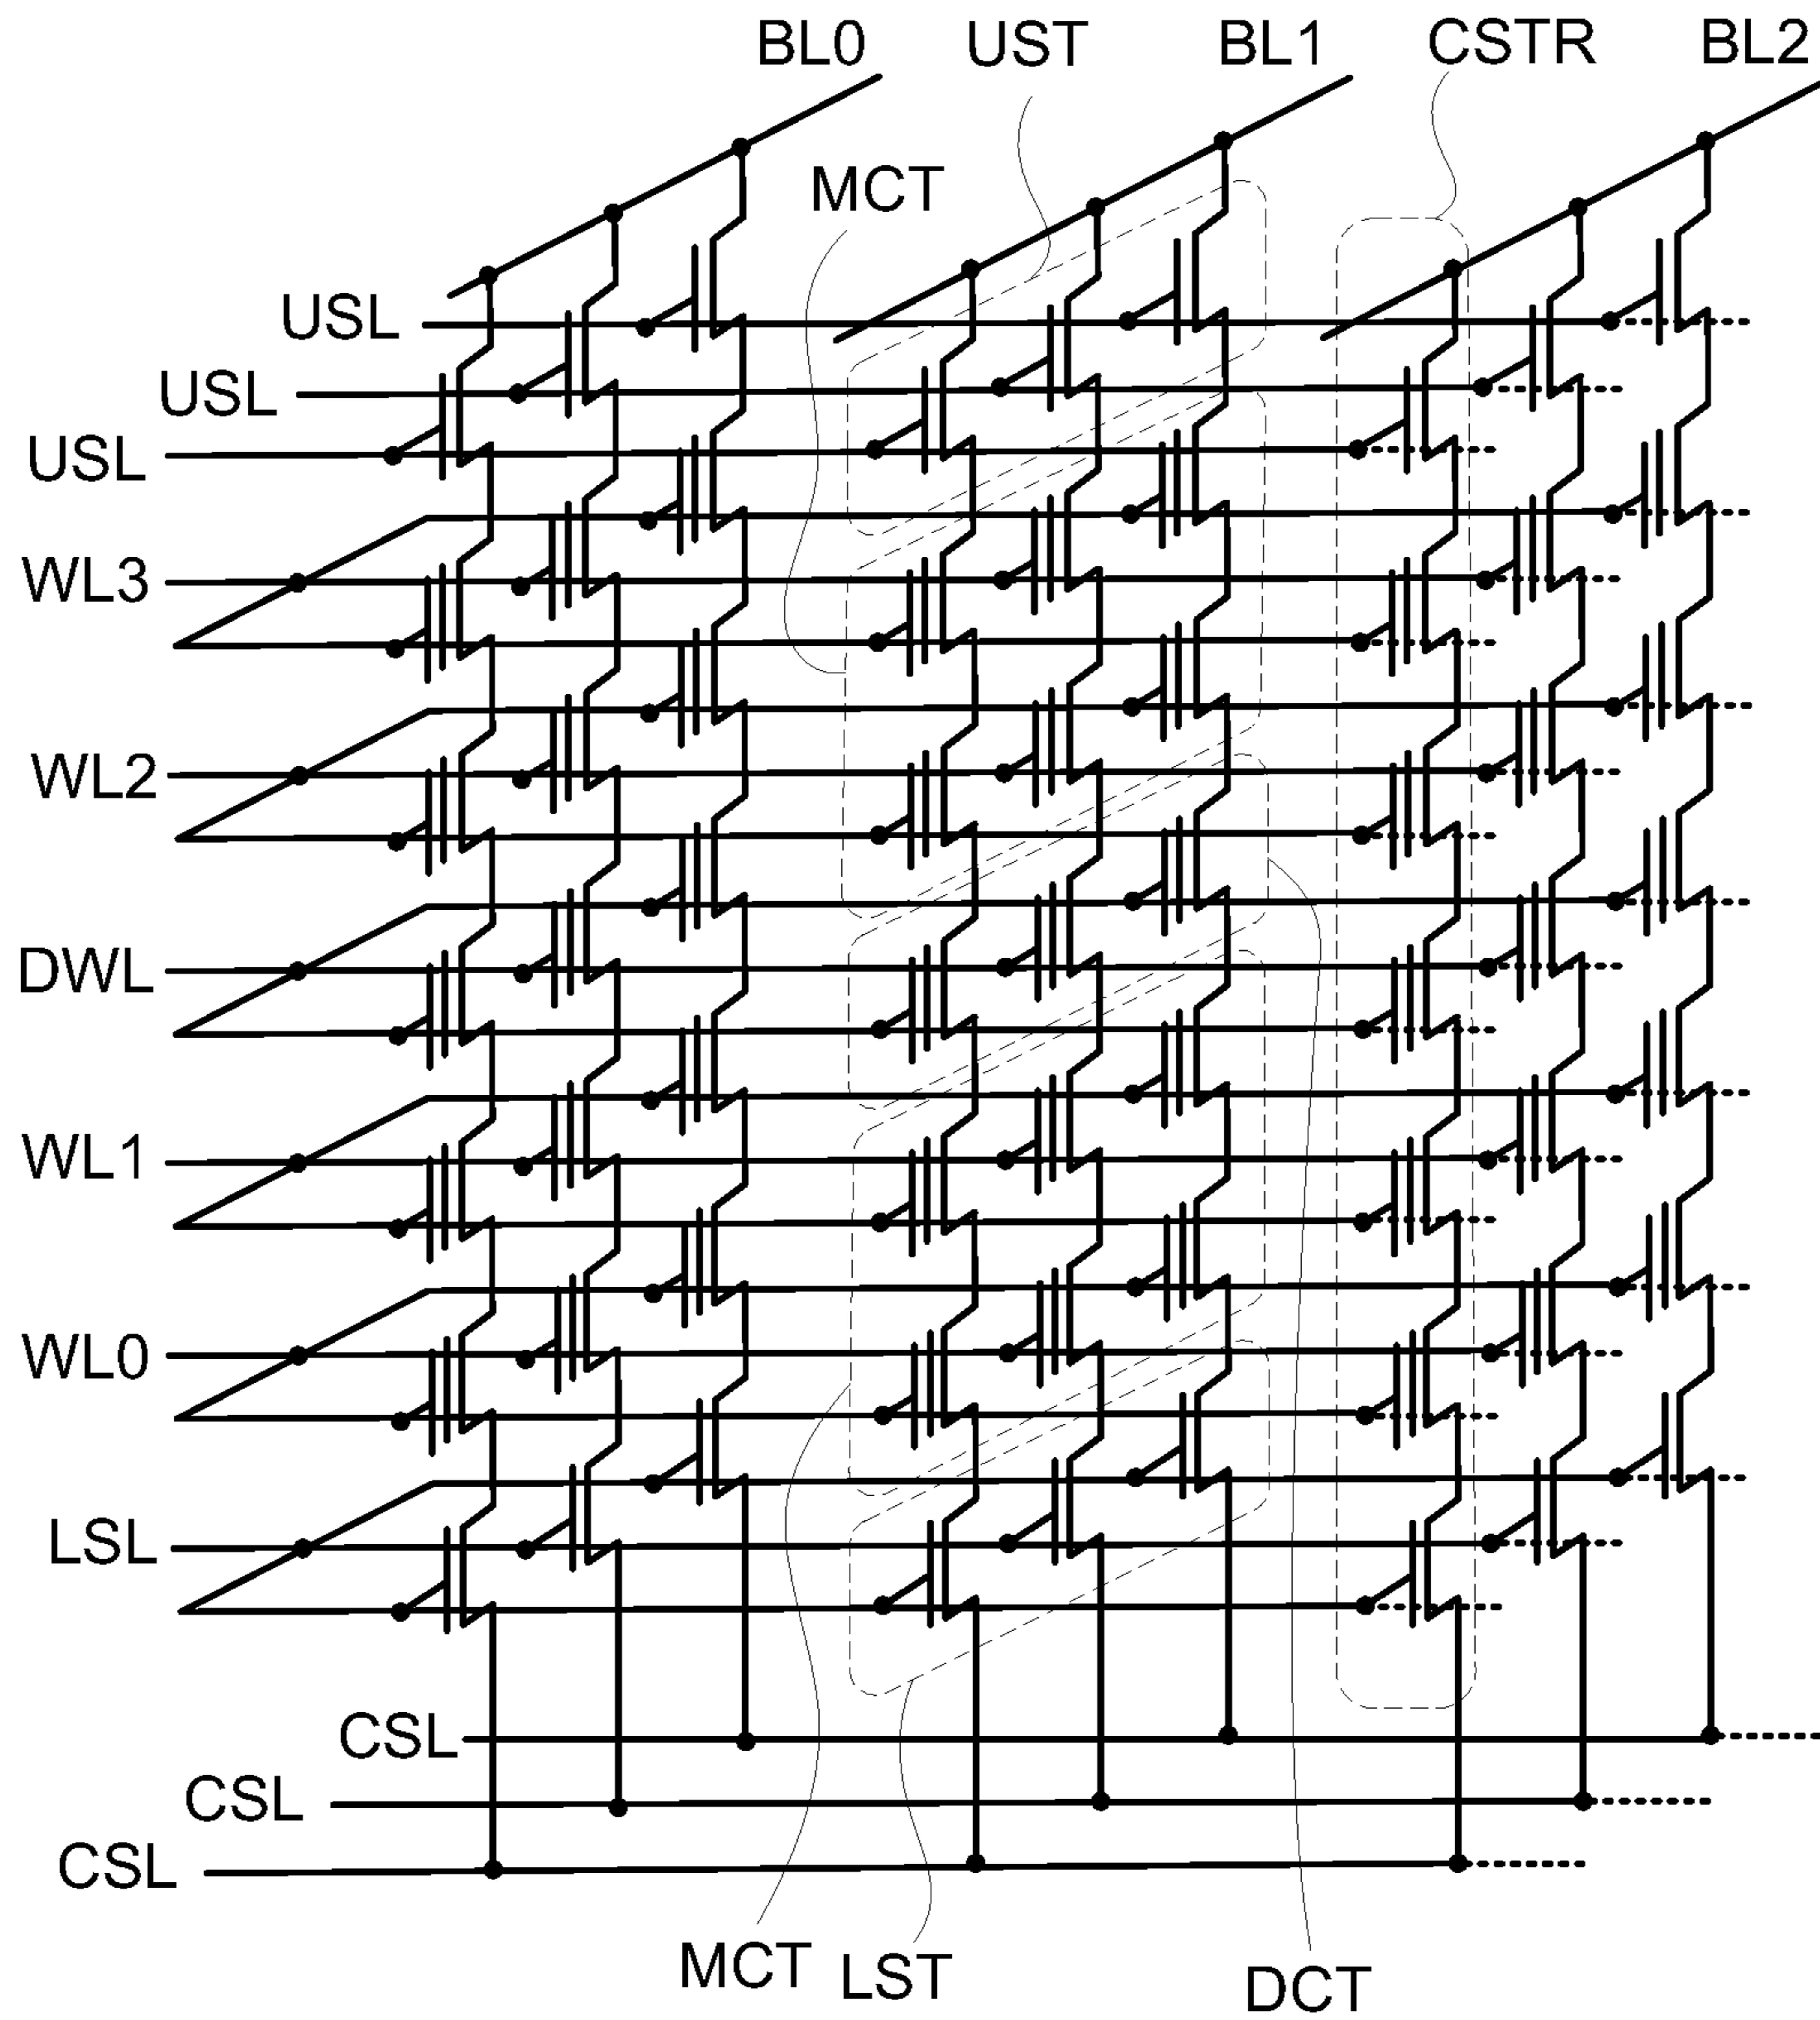 BL0 UST BL1 CSTR BL2
MCT
USL
USL
USL
WL3
WL2
DWL
WL1
WL0
LSL
CSL
CSL
CSL
MCT LST DCT